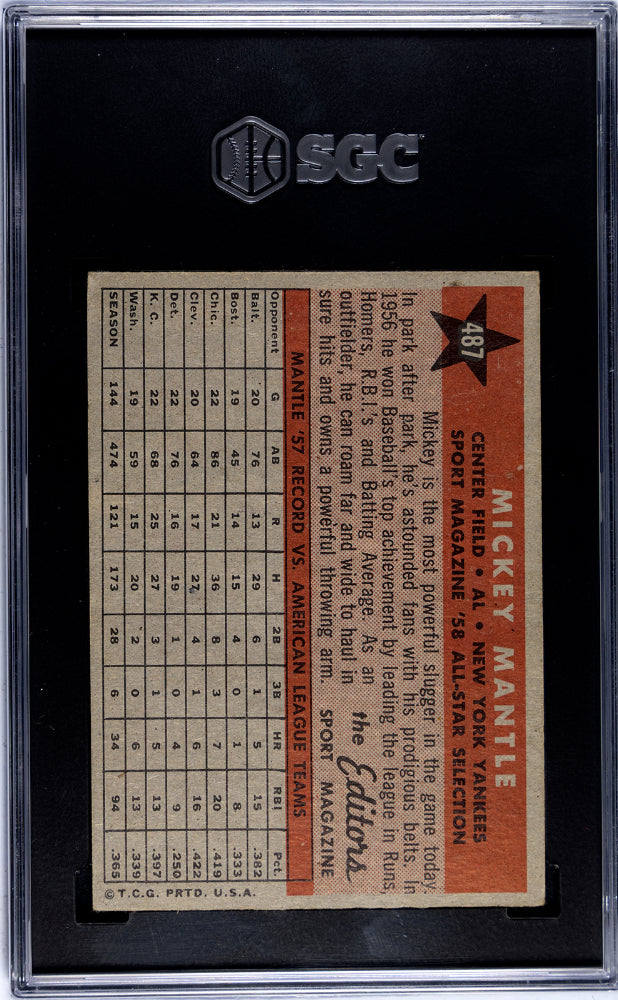 SGC
487
MICKEY MANTLE
CENTER FIELD • AL • NEW YORK YANKEES
SPORT MAGAZINE '58 ALL-STAR SELECTION
Mickey is the most powerful slugger in the game today.
In park after park, he's astounded fans with his prodigious belts. In
1956 he won Baseball's top achievement by leading the league in Runs,
Homers, R.B.I.'s and Batting Average. As an
outfielder, he can roam far and wide to haul in
sure hits and owns a powerful throwing arm.
the Editors
SPORT MAGAZINE
MANTLE '57 RECORD VS. AMERICAN LEAGUE TEAMS
Opponent G AB R H 2B 3B HR RBI Pct.
Balt. 20 76 13 29 6 1 5 15 .382
Bost. 19 45 14 15 4 0 1 8 .333
Chic. 22 86 21 36 8 3 7 20 .419
Clev. 20 64 17 27 4 1 6 16 .422
Det. 22 76 16 19 1 0 4 9 .250
K. C. 22 68 25 27 3 1 5 13 .397
Wash. 19 59 15 20 2 0 6 13 .339
SEASON 144 474 121 173 28 6 34 94 .365
© T.C.G. PRTD. U.S.A.